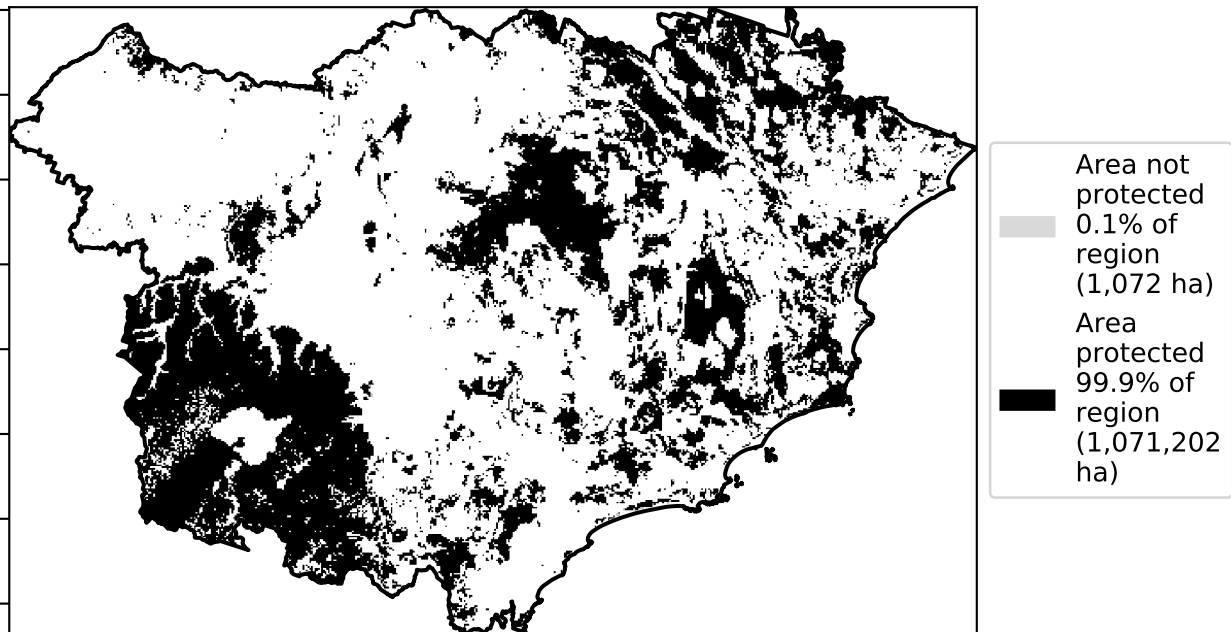 Area not
protected
0.1% of
region
(1,072 ha)
Area
protected
99.9% of
region
(1,071,202
ha)